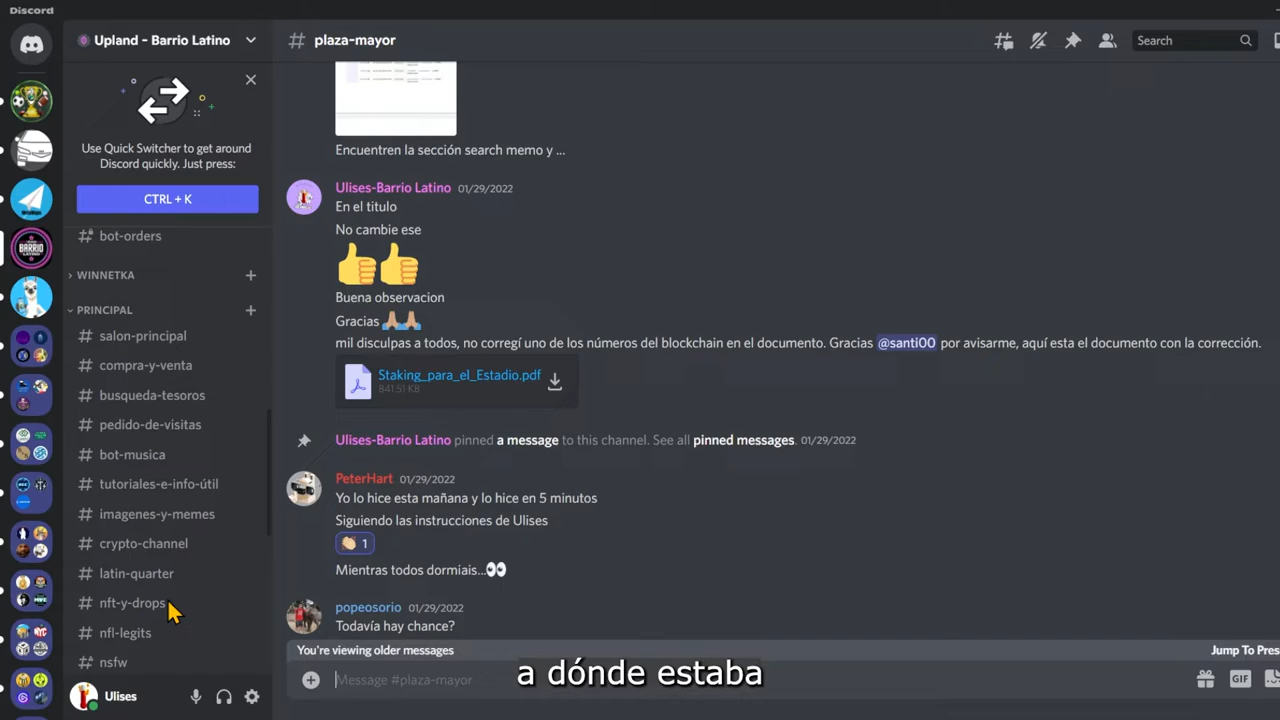 Discord
Upland - Barrio Latino
Use Quick Switcher to get around
Discord quickly. Just press:
CTRL + K
bot-orders
WINNETKA
PRINCIPAL
salon-principal
compra-y-venta
busqueda-tesoros
pedido-de-visitas
bot-musica
tutoriales-e-info-útil
imagenes-y-memes
crypto-channel
latin-quarter
nft-y-drops
nfl-legits
nsfw
Ulises
# plaza-mayor
Search
Encuentren la sección search memo y ...
Ulises-Barrio Latino 01/29/2022
En el titulo
No cambie ese
Buena observacion
Gracias
mil disculpas a todos, no corregí uno de los números del blockchain en el documento. Gracias @santi00 por avisarme, aquí esta el documento con la corrección.
Staking_para_el_Estadio.pdf
841.51 KB
Ulises-Barrio Latino pinned a message to this channel. See all pinned messages. 01/29/2022
PeterHart 01/29/2022
Yo lo hice esta mañana y lo hice en 5 minutos
Siguiendo las instrucciones de Ulises
1
Mientras todos dormiais...
popeosorio 01/29/2022
Todavía hay chance?
You're viewing older messages
Jump To Pres
Message #plaza-mayor
GIF
a dónde estaba